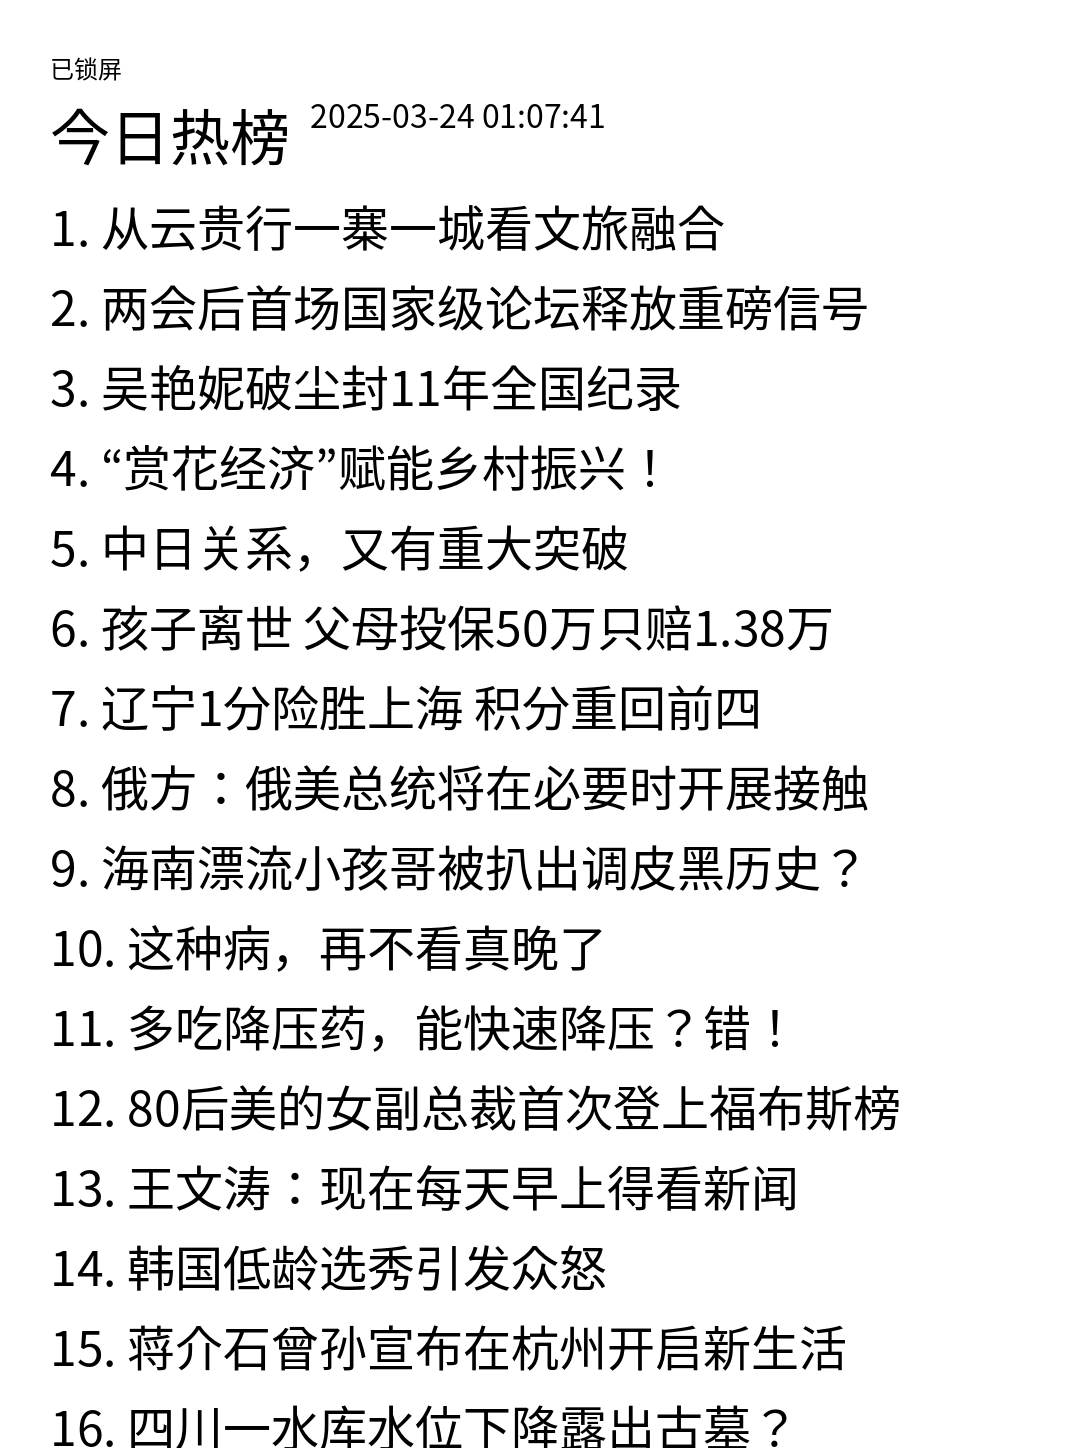 已锁屏
今日热榜 2025-03-24 01:07:41
1. 从云贵行一寨一城看文旅融合
2. 两会后首场国家级论坛释放重磅信号
3. 吴艳妮破尘封11年全国纪录
4. “赏花经济”赋能乡村振兴！
5. 中日关系，又有重大突破
6. 孩子离世 父母投保50万只赔1.38万
7. 辽宁1分险胜上海 积分重回前四
8. 俄方：俄美总统将在必要时开展接触
9. 海南漂流小孩哥被扒出调皮黑历史？
10. 这种病，再不看真晚了
11. 多吃降压药，能快速降压？错！
12. 80后美的女副总裁首次登上福布斯榜
13. 王文涛：现在每天早上得看新闻
14. 韩国低龄选秀引发众怒
15. 蒋介石曾孙宣布在杭州开启新生活
16. 四川一水库水位下降露出古墓？